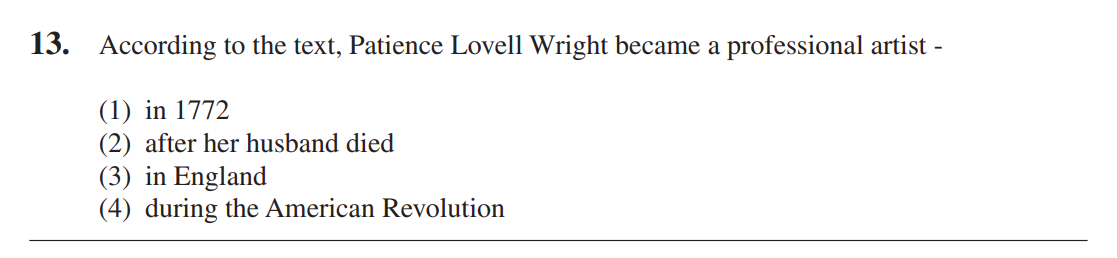 13. According to the text, Patience Lovell Wright became a professional artist -
(1) in 1772
(2) after her husband died
(3) in England
(4) during the American Revolution